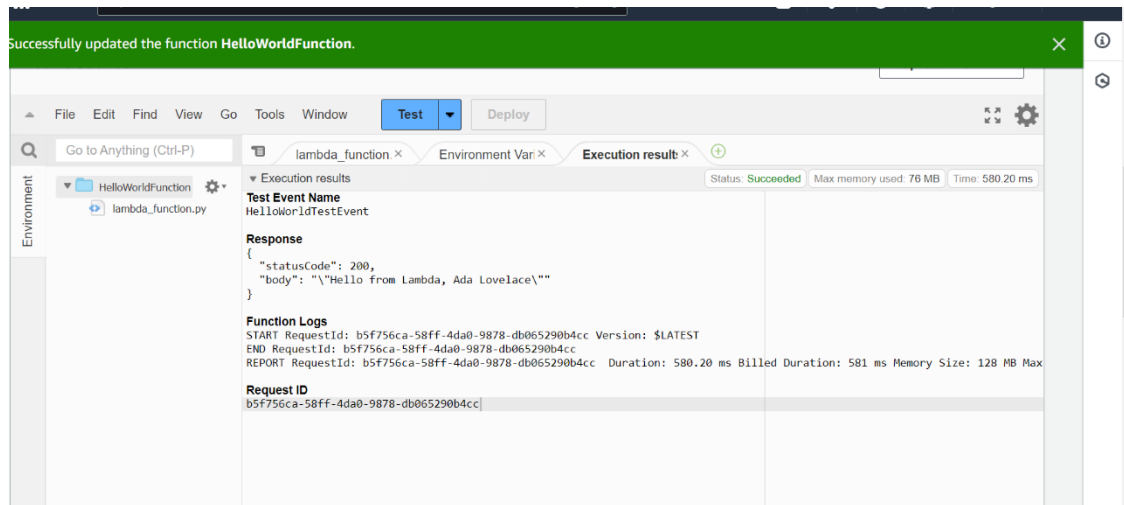 Successfully updated the function HelloWorldFunction.
File Edit Find View Go Tools Window Test Deploy
Go to Anything (Ctrl-P)
lambda_function Environment Vari Execution results
Environment
HelloWorldFunction
lambda_function.py
Execution results
Status: Succeeded Max memory used: 76 MB Time: 580.20 ms
Test Event Name
HelloWorldTestEvent
Response
{
"statusCode": 200,
"body": "\"Hello from Lambda, Ada Lovelace\""
}
Function Logs
START RequestId: b5f756ca-58ff-4da0-9878-db065290b4cc Version: $LATEST
END RequestId: b5f756ca-58ff-4da0-9878-db065290b4cc
REPORT RequestId: b5f756ca-58ff-4da0-9878-db065290b4cc Duration: 580.20 ms Billed Duration: 581 ms Memory Size: 128 MB Max
Request ID
b5f756ca-58ff-4da0-9878-db065290b4cc